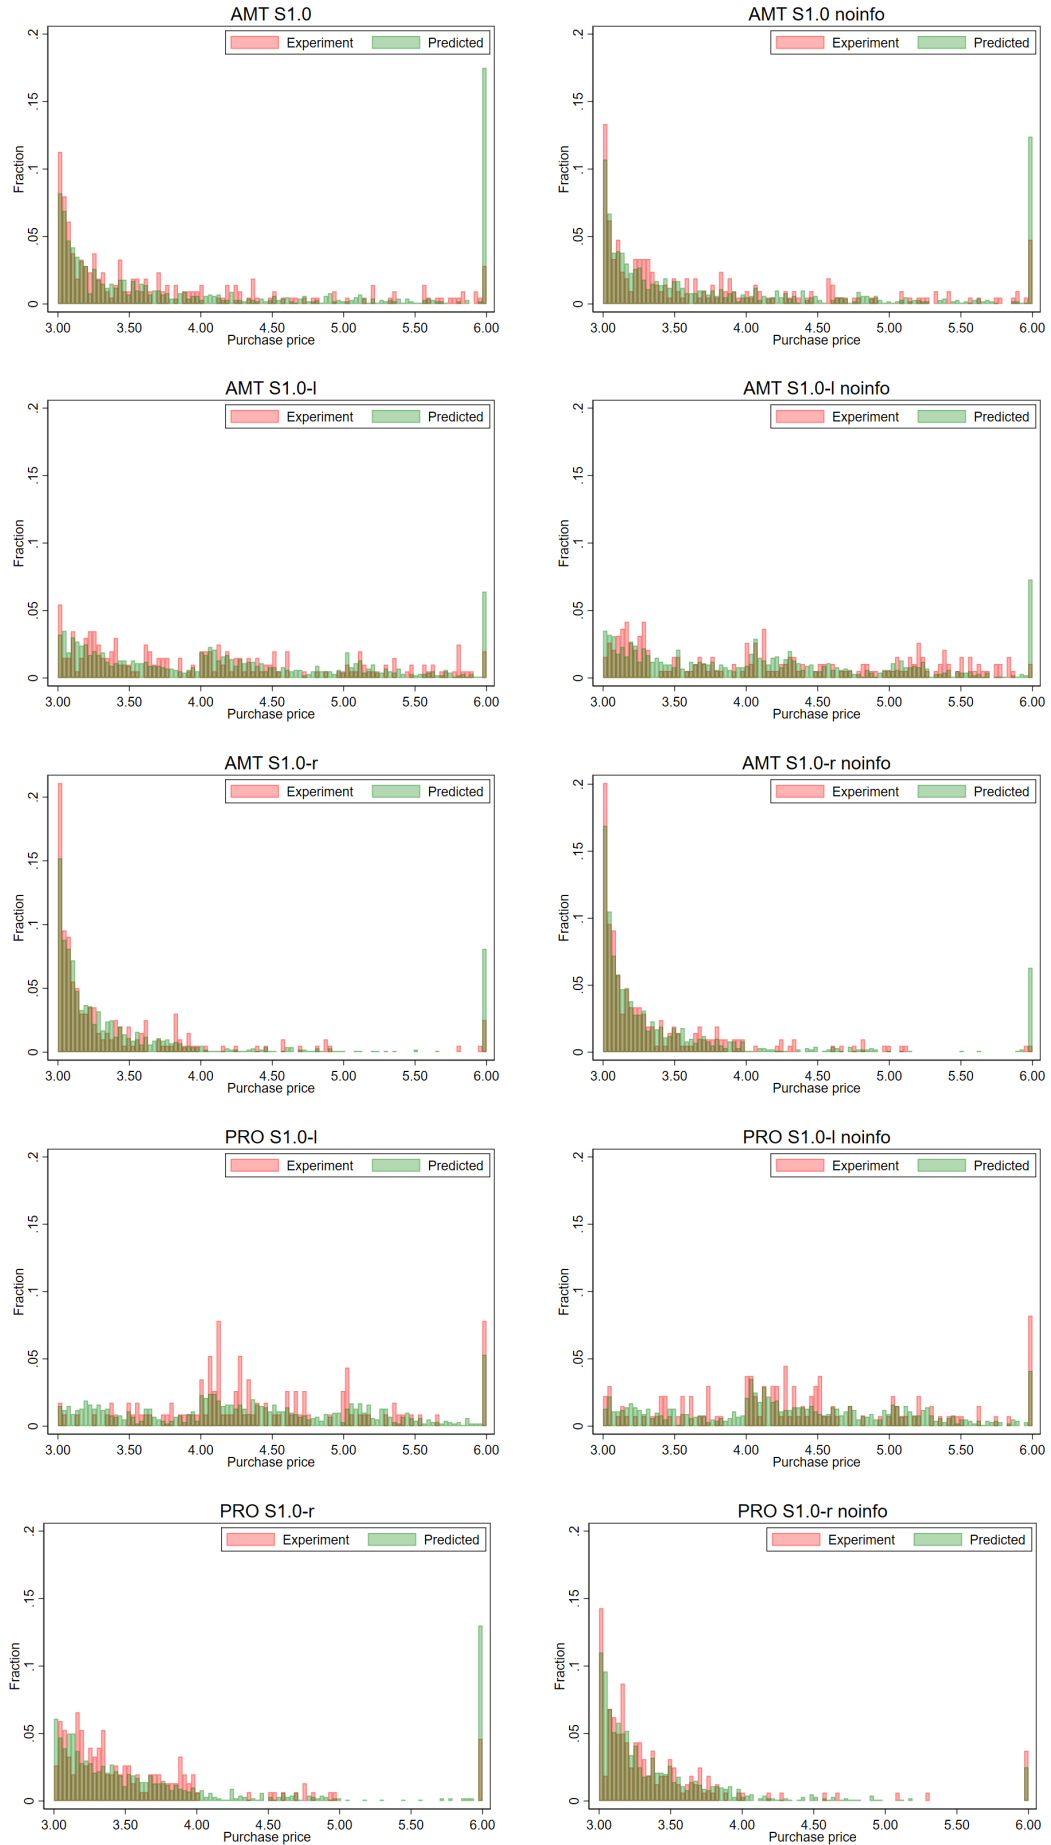 AMT S1.0
Experiment Predicted
.2
.15
.1
.05
0
Fraction
3.00 3.50 4.00 4.50 5.00 5.50 6.00
Purchase price
AMT S1.0 noinfo
Experiment Predicted
.2
.15
.1
.05
0
Fraction
3.00 3.50 4.00 4.50 5.00 5.50 6.00
Purchase price
AMT S1.0-l
Experiment Predicted
.2
.15
.1
.05
0
Fraction
3.00 3.50 4.00 4.50 5.00 5.50 6.00
Purchase price
AMT S1.0-l noinfo
Experiment Predicted
.2
.15
.1
.05
0
Fraction
3.00 3.50 4.00 4.50 5.00 5.50 6.00
Purchase price
AMT S1.0-r
Experiment Predicted
.2
.15
.1
.05
0
Fraction
3.00 3.50 4.00 4.50 5.00 5.50 6.00
Purchase price
AMT S1.0-r noinfo
Experiment Predicted
.2
.15
.1
.05
0
Fraction
3.00 3.50 4.00 4.50 5.00 5.50 6.00
Purchase price
PRO S1.0-l
Experiment Predicted
.2
.15
.1
.05
0
Fraction
3.00 3.50 4.00 4.50 5.00 5.50 6.00
Purchase price
PRO S1.0-l noinfo
Experiment Predicted
.2
.15
.1
.05
0
Fraction
3.00 3.50 4.00 4.50 5.00 5.50 6.00
Purchase price
PRO S1.0-r
Experiment Predicted
.2
.15
.1
.05
0
Fraction
3.00 3.50 4.00 4.50 5.00 5.50 6.00
Purchase price
PRO S1.0-r noinfo
Experiment Predicted
.2
.15
.1
.05
0
Fraction
3.00 3.50 4.00 4.50 5.00 5.50 6.00
Purchase price